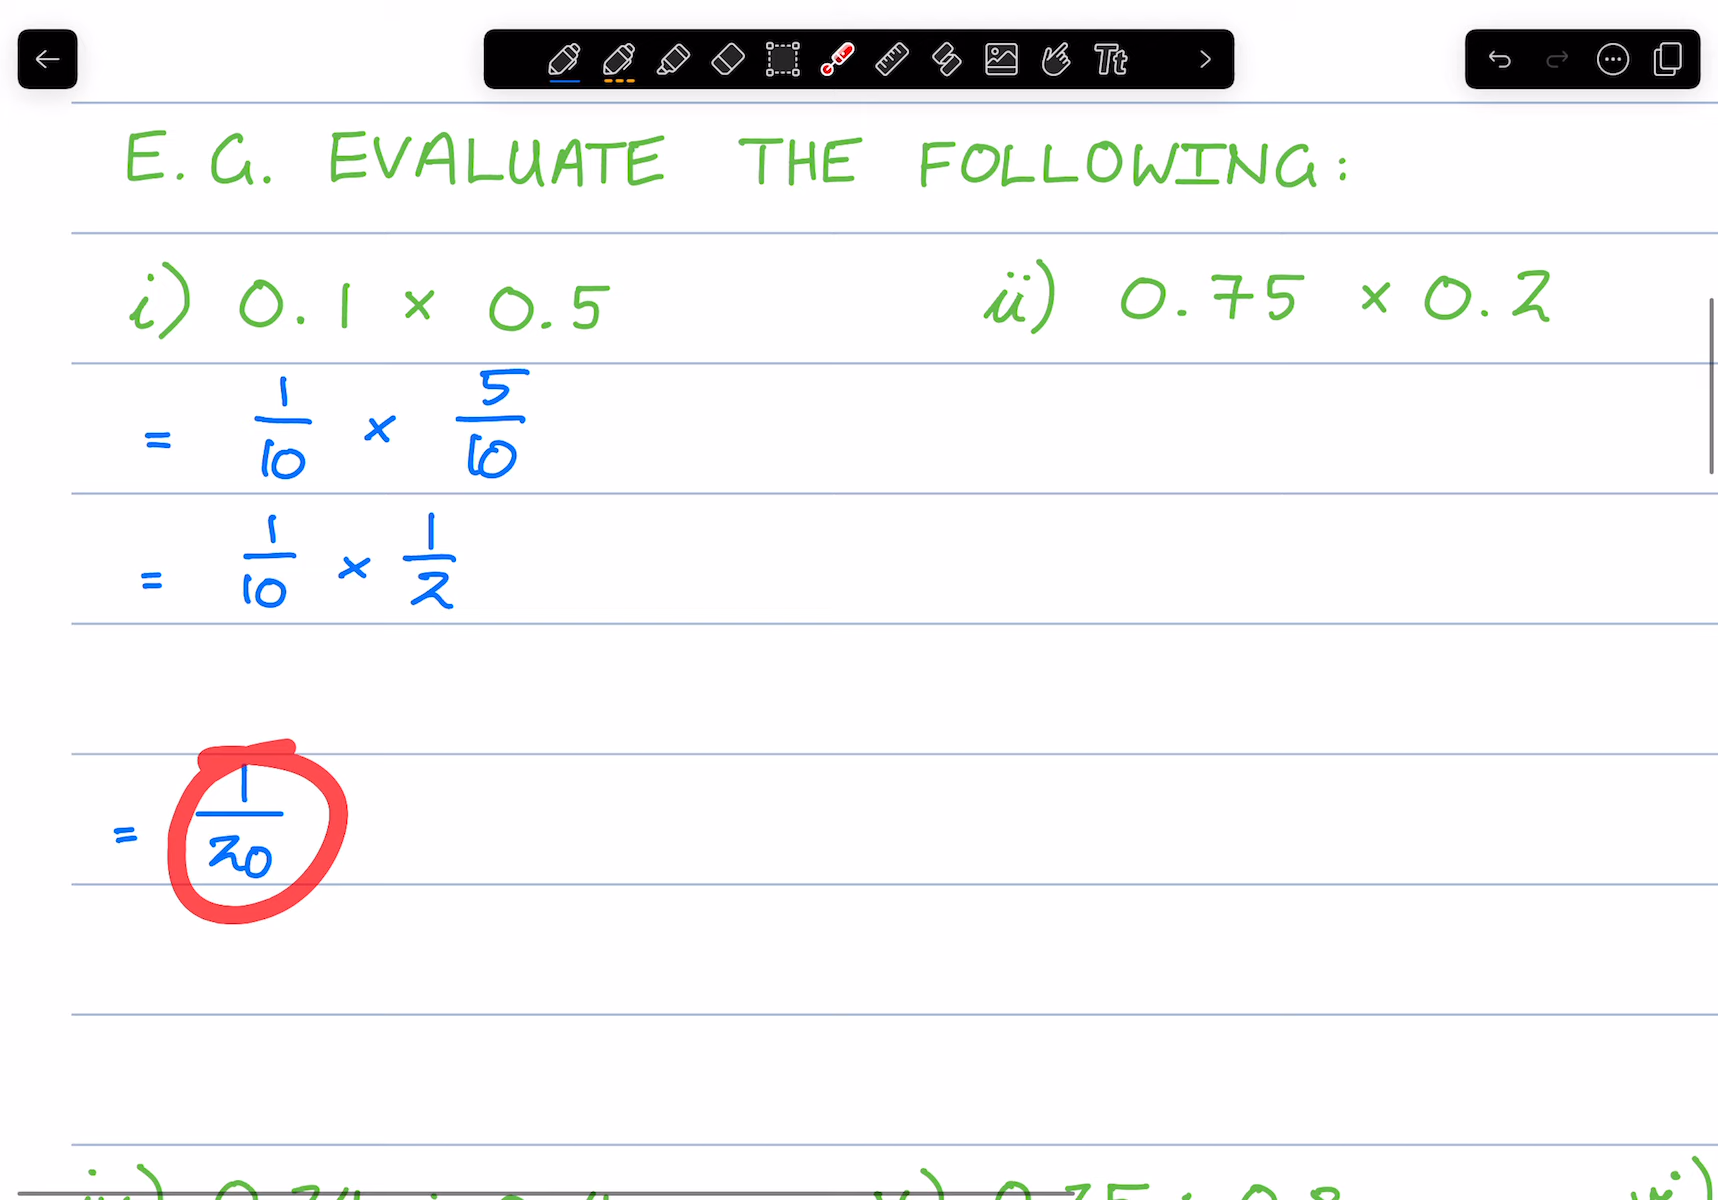 Tt
E.G. EVALUATE THE FOLLOWING:
i) 0.1 × 0.5
ii) 0.75 × 0.2
= 1/10 × 5/10
= 1/10 × 1/2
= 1/20